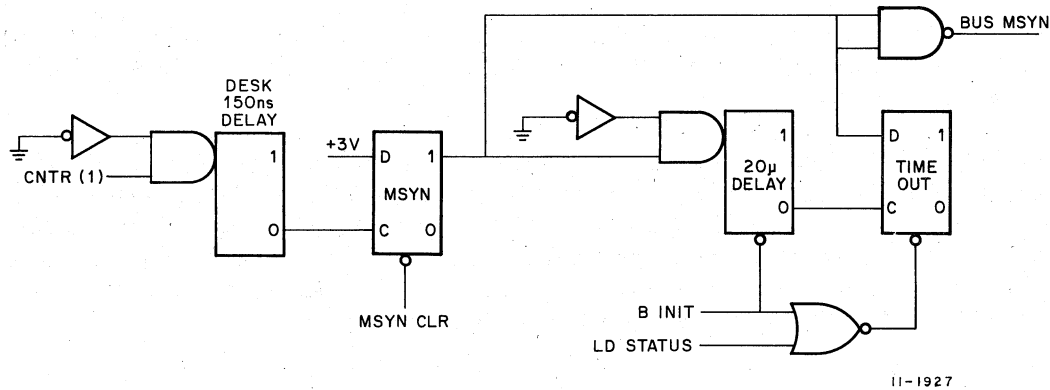 BUS MSYN
DESK
150ns
DELAY
1
0
CNTR (1)
+3V
D 1
MSYN
C 0
MSYN CLR
1
20μ
DELAY
0
D 1
TIME
OUT
C 0
B INIT
LD STATUS
11-1927